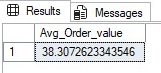 Results Messages
Avg_Order_value
1 38.3072623343546